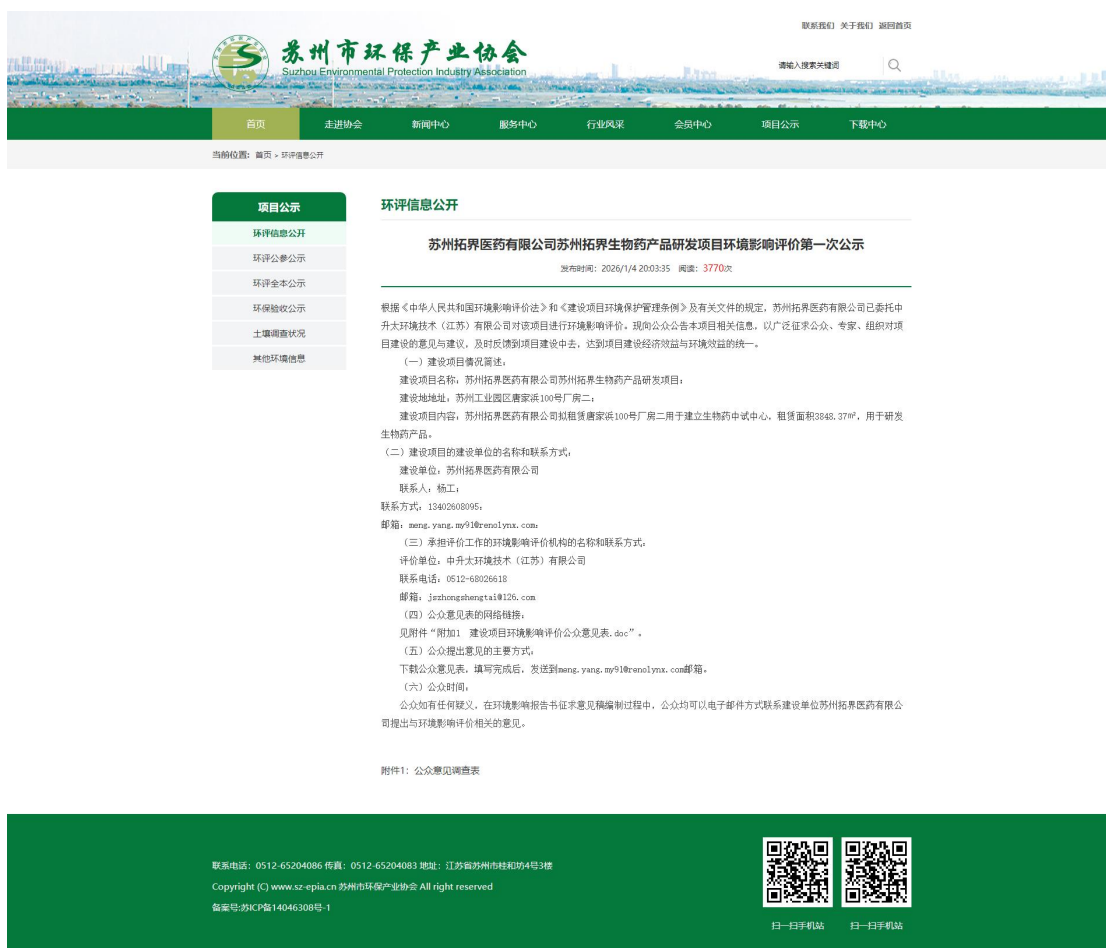 联系我们 关于我们 返回首页
苏州市环保产业协会
Suzhou Environmental Protection Industry Association
请输入搜索关键词
首页 走进协会 新闻中心 服务中心 行业风采 会员中心 项目公示 下载中心
当前位置：首页 > 环评信息公开
项目公示
环评信息公开
环评公参公示
环评全本公示
环保验收公示
土壤调查状况
其他环境信息
环评信息公开
苏州拓界医药有限公司苏州拓界生物药产品研发项目环境影响评价第一次公示
发布时间：2026/1/4 20:03:35 阅读：3770次
根据《中华人民共和国环境影响评价法》和《建设项目环境保护管理条例》及有关文件的规定，苏州拓界医药有限公司已委托中
升太环境技术（江苏）有限公司对该项目进行环境影响评价。现向公众公告本项目相关信息，以广泛征求公众、专家、组织对项
目建设的意见与建议，及时反馈到项目建设中去，达到项目建设经济效益与环境效益的统一。
（一）建设项目情况简述：
建设项目名称：苏州拓界医药有限公司苏州拓界生物药产品研发项目；
建设地地址：苏州工业园区唐家浜100号厂房二；
建设项目内容：苏州拓界医药有限公司拟租赁唐家浜100号厂房二用于建立生物药中试中心，租赁面积3848.37m²，用于研发
生物药产品。
（二）建设项目的建设单位的名称和联系方式：
建设单位：苏州拓界医药有限公司
联系人：杨工；
联系方式：13402608095；
邮箱：meng.yang.my91@renolynx.com；
（三）承担评价工作的环境影响评价机构的名称和联系方式：
评价单位：中升太环境技术（江苏）有限公司
联系电话：0512-68026618
邮箱：jszhongshengtai@126.com
（四）公众意见表的网络链接：
见附件“附加1 建设项目环境影响评价公众意见表.doc”。
（五）公众提出意见的主要方式：
下载公众意见表，填写完成后，发送到meng.yang.my91@renolynx.com邮箱。
（六）公众时间：
公众如有任何疑义，在环境影响报告书征求意见稿编制过程中，公众均可以电子邮件方式联系建设单位苏州拓界医药有限公
司提出与环境影响评价相关的意见。
附件1：公众意见调查表
联系电话：0512-65204086 传真：0512-65204083 地址：江苏省苏州市桂和坊4号3楼
Copyright (C) www.sz-epia.cn 苏州市环保产业协会 All right reserved
备案号:苏ICP备14046308号-1
扫一扫手机站 扫一扫手机站